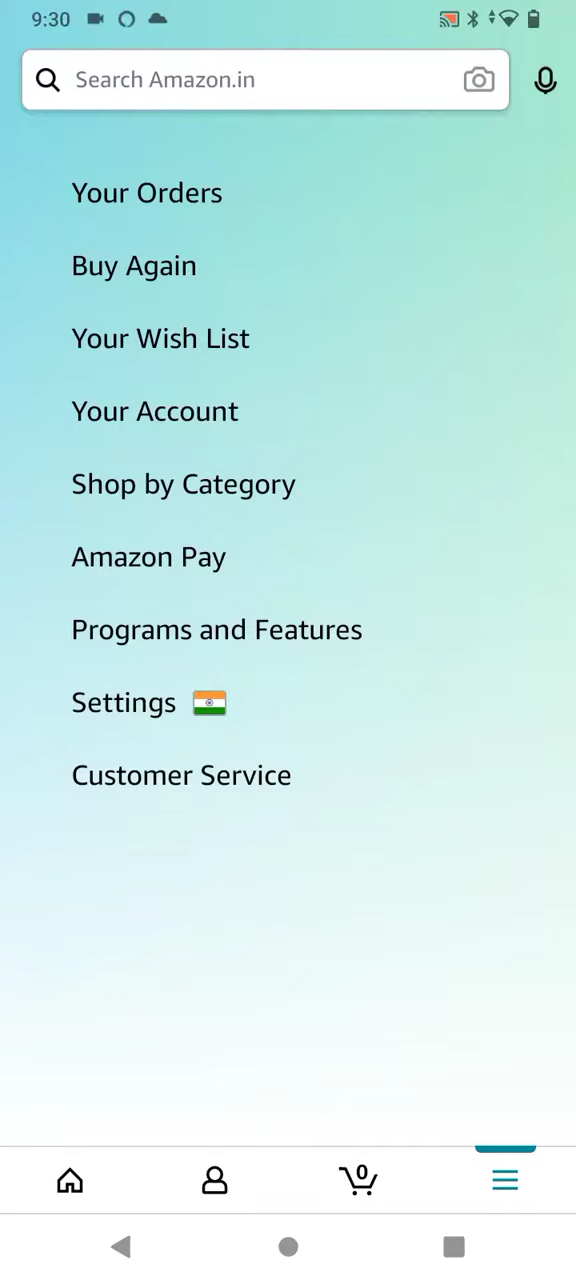 9:30
Search Amazon.in
Your Orders
Buy Again
Your Wish List
Your Account
Shop by Category
Amazon Pay
Programs and Features
Settings
Customer Service
0